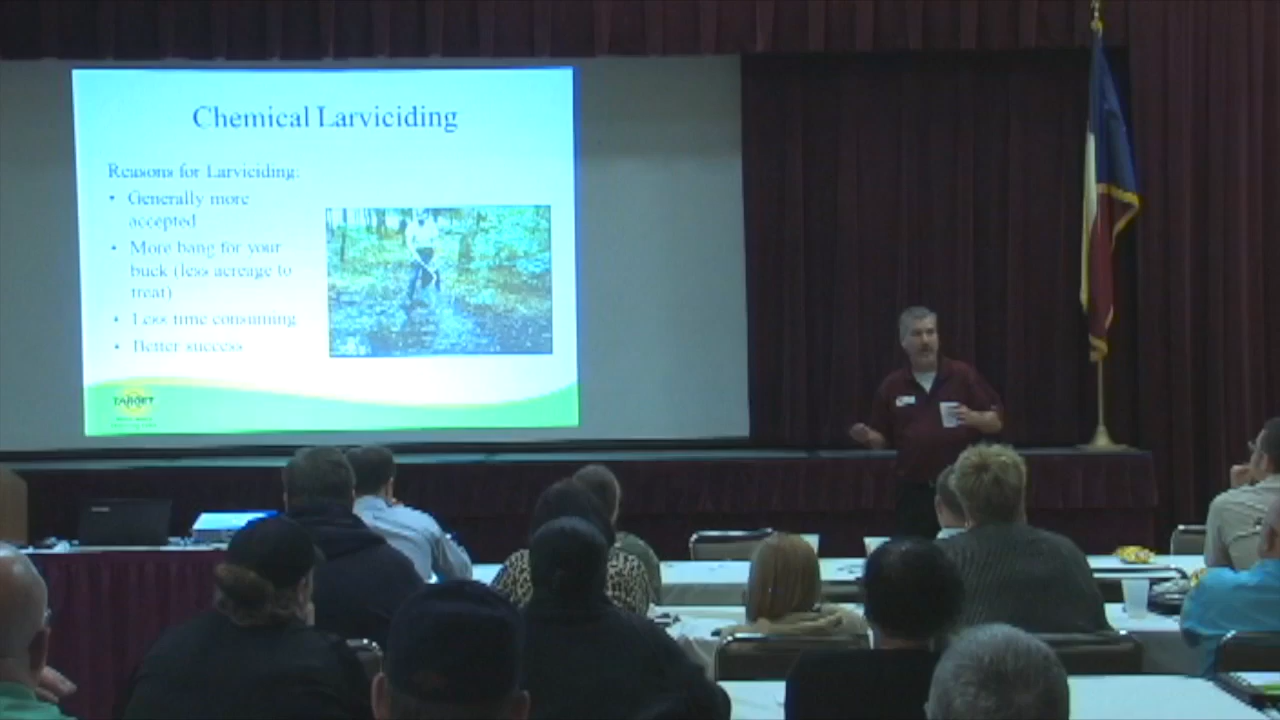 Chemical Larviciding
Reasons for Larviciding:
• Generally more
accepted
• More bang for your
buck (less acreage to
treat)
• Less time consuming
• Better success
TARGET